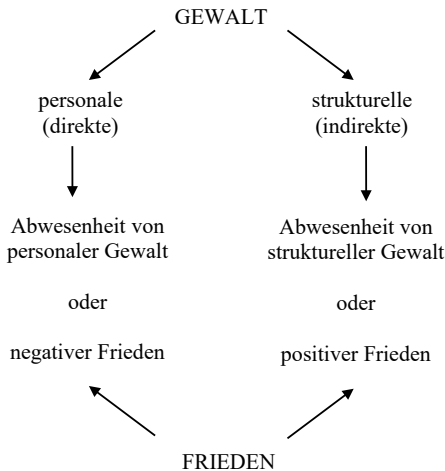 GEWALT
personale
(direkte)
strukturelle
(indirekte)
Abwesenheit von
personaler Gewalt
Abwesenheit von
struktureller Gewalt
oder
oder
negativer Frieden
positiver Frieden
FRIEDEN